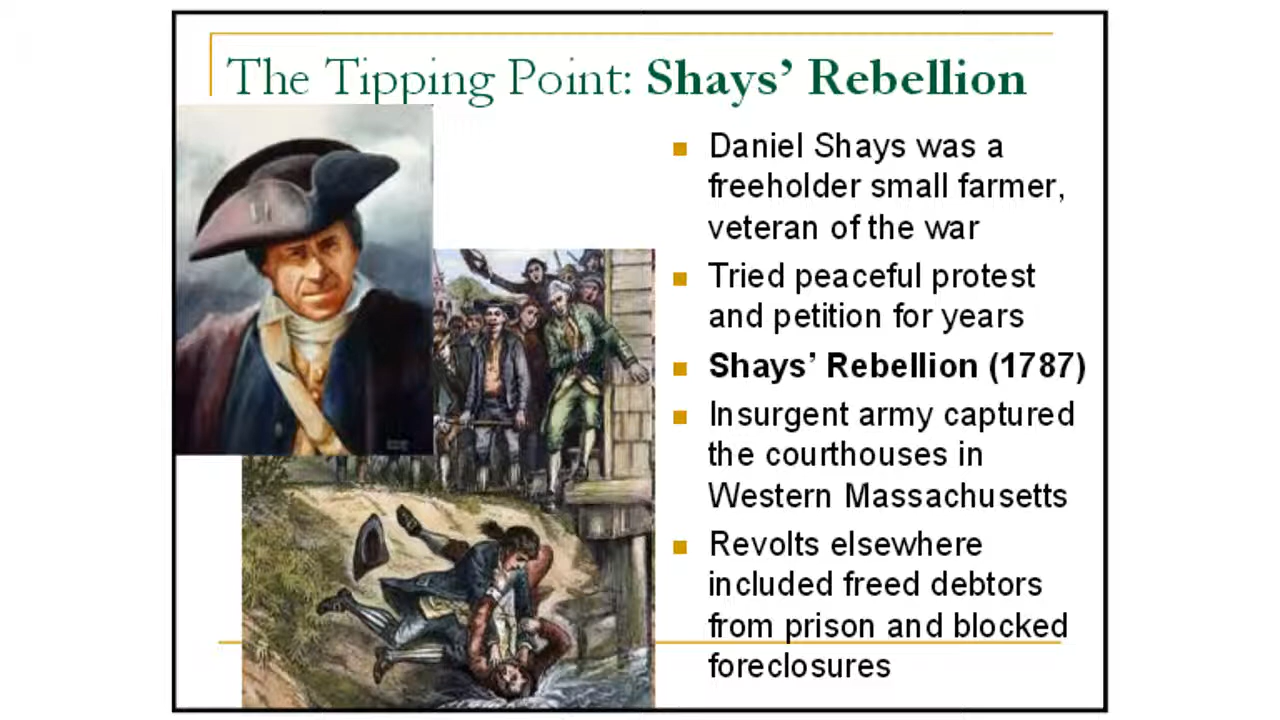 The Tipping Point: Shays’ Rebellion
Daniel Shays was a
freeholder small farmer,
veteran of the war
Tried peaceful protest
and petition for years
Shays’ Rebellion (1787)
Insurgent army captured
the courthouses in
Western Massachusetts
Revolts elsewhere
included freed debtors
from prison and blocked
foreclosures